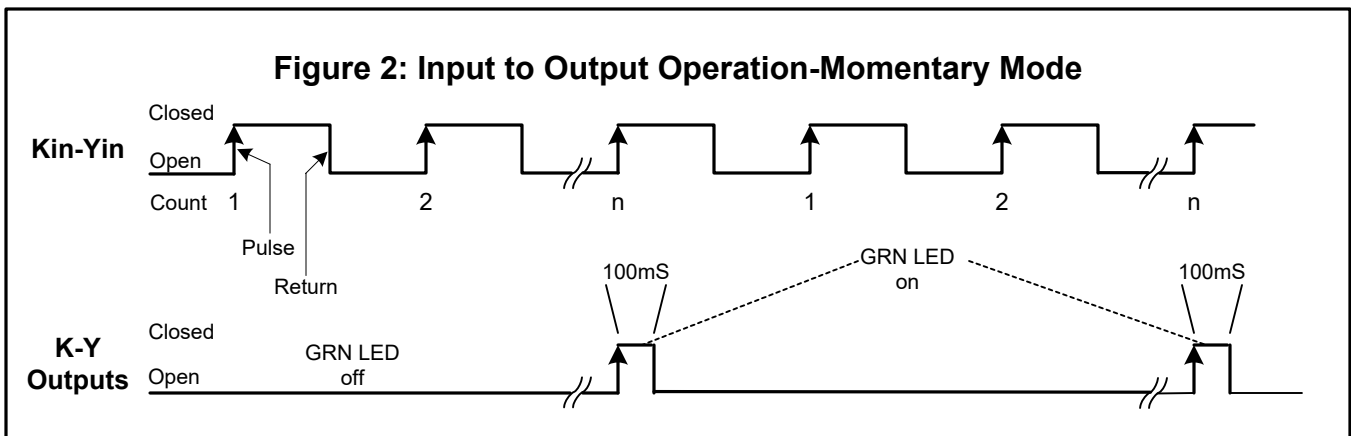 Figure 2: Input to Output Operation-Momentary Mode
Closed
Kin-Yin
Open
Count 1 2 n 1 2 n
Pulse
Return
100mS
GRN LED
on
100mS
Closed
K-Y
Outputs
GRN LED
off
Open